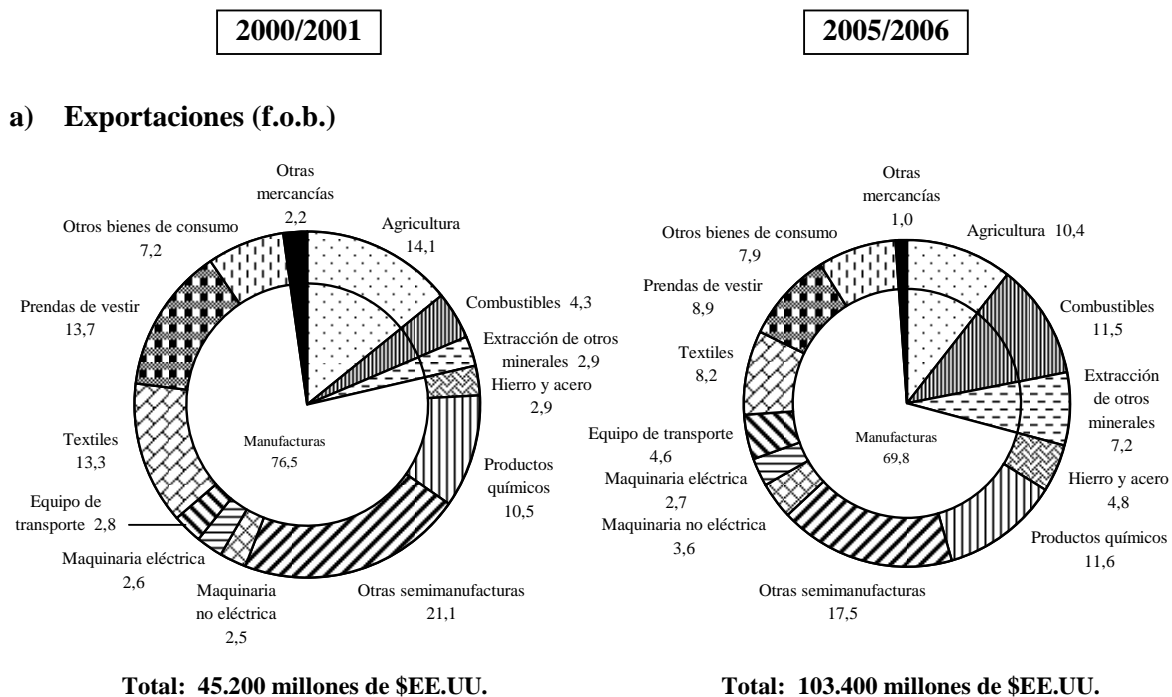 2000/2001
2005/2006
a) Exportaciones (f.o.b.)
Otras
mercancías
2,2
Agricultura
14,1
Combustibles 4,3
Extracción de otros
minerales 2,9
Hierro y acero
2,9
Productos
químicos
10,5
Otras semimanufacturas
21,1
Maquinaria
no eléctrica
2,5
Maquinaria eléctrica
2,6
Equipo de
transporte 2,8
Textiles
13,3
Prendas de vestir
13,7
Otros bienes de consumo
7,2
Manufacturas
76,5
Total: 45.200 millones de $EE.UU.
Otras
mercancías
1,0
Agricultura 10,4
Combustibles
11,5
Extracción
de otros
minerales
7,2
Hierro y acero
4,8
Productos químicos
11,6
Otras semimanufacturas
17,5
Maquinaria no eléctrica
3,6
Maquinaria eléctrica
2,7
Equipo de transporte
4,6
Textiles
8,2
Prendas de vestir
8,9
Otros bienes de consumo
7,9
Manufacturas
69,8
Total: 103.400 millones de $EE.UU.